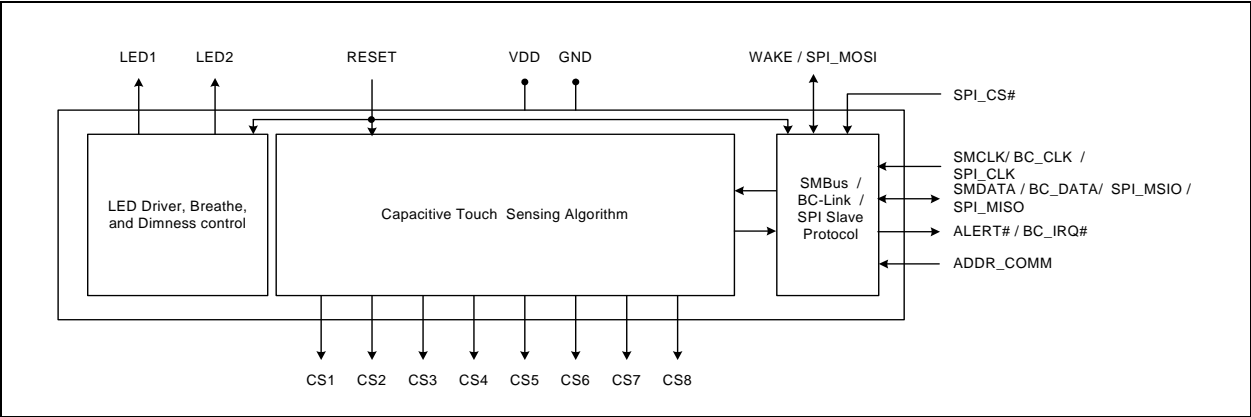 LED1
LED2
RESET
VDD
GND
WAKE / SPI_MOSI
SPI_CS#
LED Driver, Breathe,
and Dimness control
Capacitive Touch Sensing Algorithm
SMBus /
BC-Link /
SPI Slave
Protocol
SMCLK/ BC_CLK /
SPI_CLK
SMDATA / BC_DATA/ SPI_MSIO /
SPI_MISO
ALERT# / BC_IRQ#
ADDR_COMM
CS1
CS2
CS3
CS4
CS5
CS6
CS7
CS8